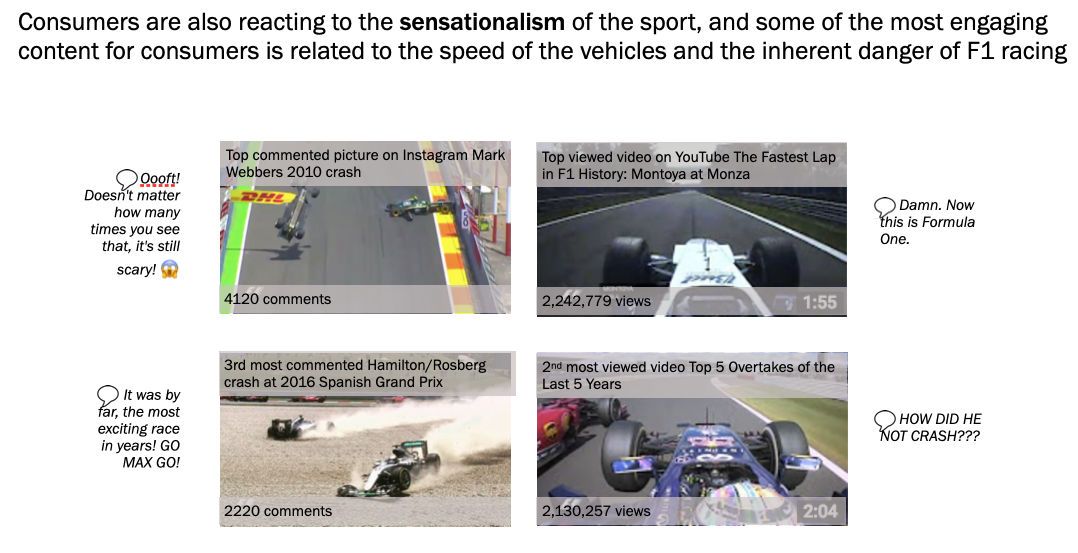 Consumers are also reacting to the sensationalism of the sport, and some of the most engaging
content for consumers is related to the speed of the vehicles and the inherent danger of F1 racing
Oooft!
Doesn't matter
how many
times you see
that, it's still
scary! 😱
Top commented picture on Instagram Mark
Webbers 2010 crash
DHL
4120 comments
Top viewed video on YouTube The Fastest Lap
in F1 History: Montoya at Monza
2,242,779 views
1:55
Damn. Now
this is Formula
One.
It was by
far, the most
exciting race
in years! GO
MAX GO!
3rd most commented Hamilton/Rosberg
crash at 2016 Spanish Grand Prix
2220 comments
2nd most viewed video Top 5 Overtakes of the
Last 5 Years
2,130,257 views
2:04
HOW DID HE
NOT CRASH???